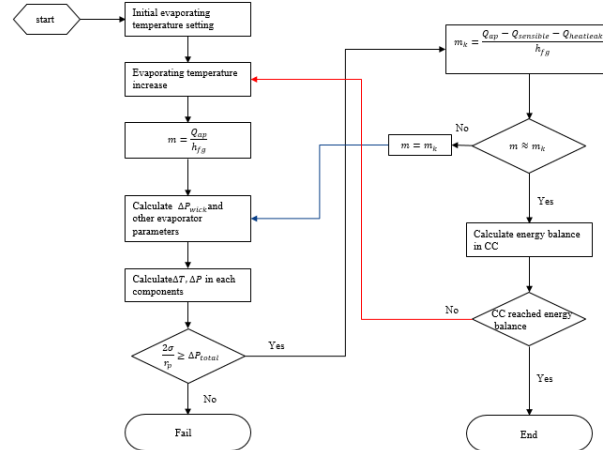 start
Initial evaporating
temperature setting
Evaporating temperature
increase
m = Q_ap / h_fg
Calculate ΔP_wick and
other evaporator
parameters
CalculateΔT, ΔP in each
components
2σ / r_p ≥ ΔP_total
Yes
No
Fail
m_k = (Q_ap − Q_sensible − Q_heatleak) / h_fg
m ≈ m_k
No
m = m_k
Yes
Calculate energy balance
in CC
CC reached energy
balance
No
Yes
End